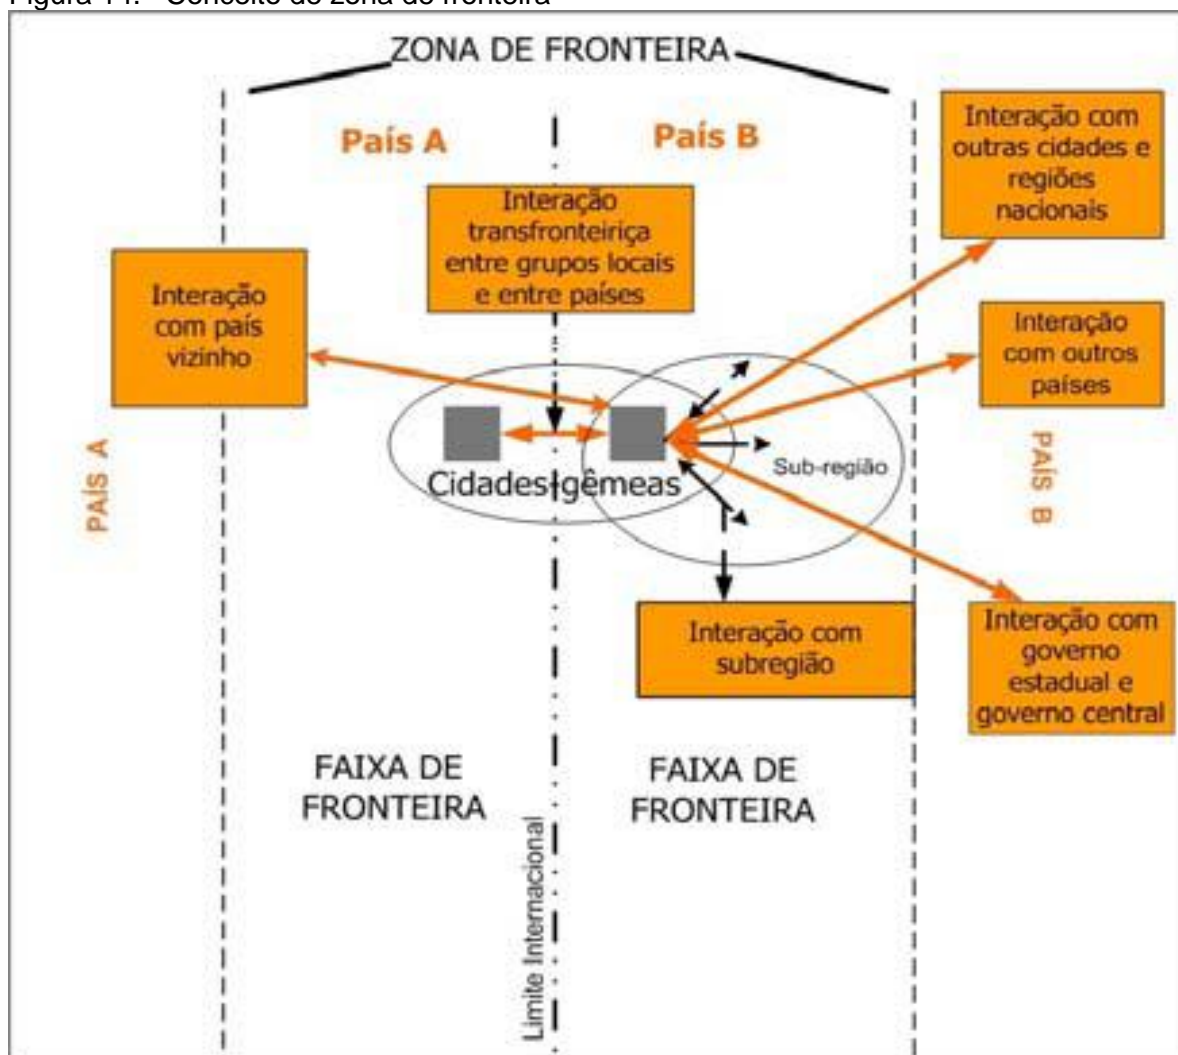 ZONA DE FRONTEIRA
País A
País B
Interação com
outras cidades e
regiões
nacionais
Interação
transfronteiriça
entre grupos locais
e entre países
Interação
com país
vizinho
Interação
com outros
países
PAÍS A
PAÍS B
Sub-região
Cidades-gêmeas
Interação com
subregião
Interação com
governo
estadual e
governo central
FAIXA DE
FRONTEIRA
FAIXA DE
FRONTEIRA
Limite Internacional